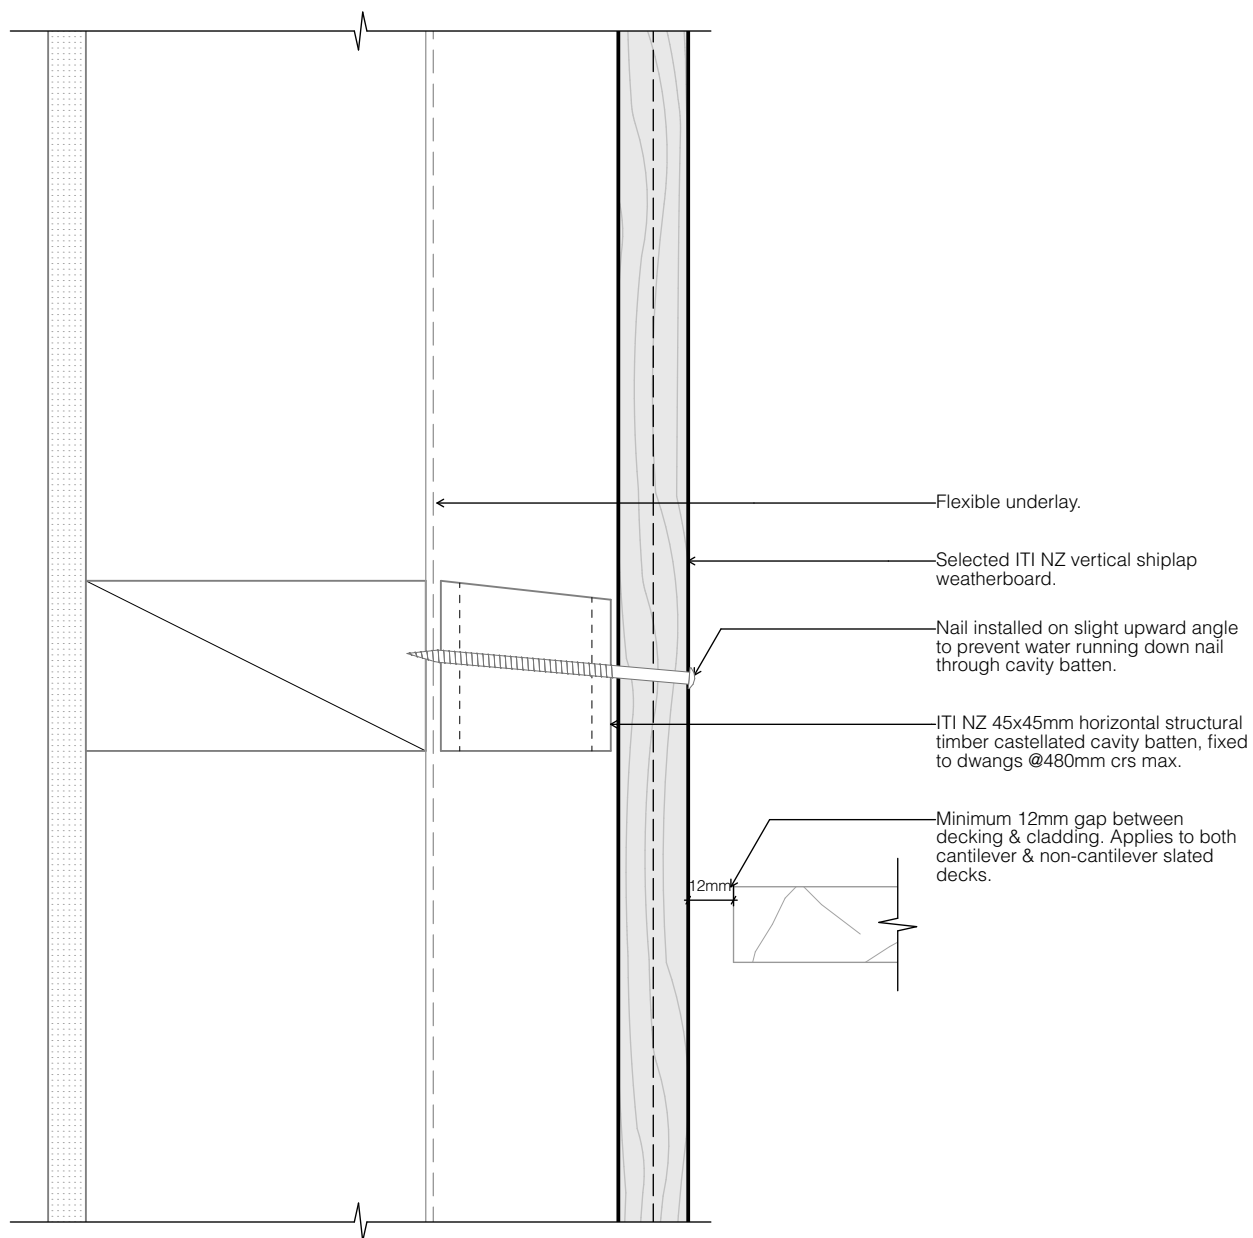 Flexible underlay.
Selected ITI NZ vertical shiplap
weatherboard.
Nail installed on slight upward angle
to prevent water running down nail
through cavity batten.
ITI NZ 45x45mm horizontal structural
timber castellated cavity batten, fixed
to dwangs @480mm crs max.
Minimum 12mm gap between
decking & cladding. Applies to both
cantilever & non-cantilever slated
decks.
12mm